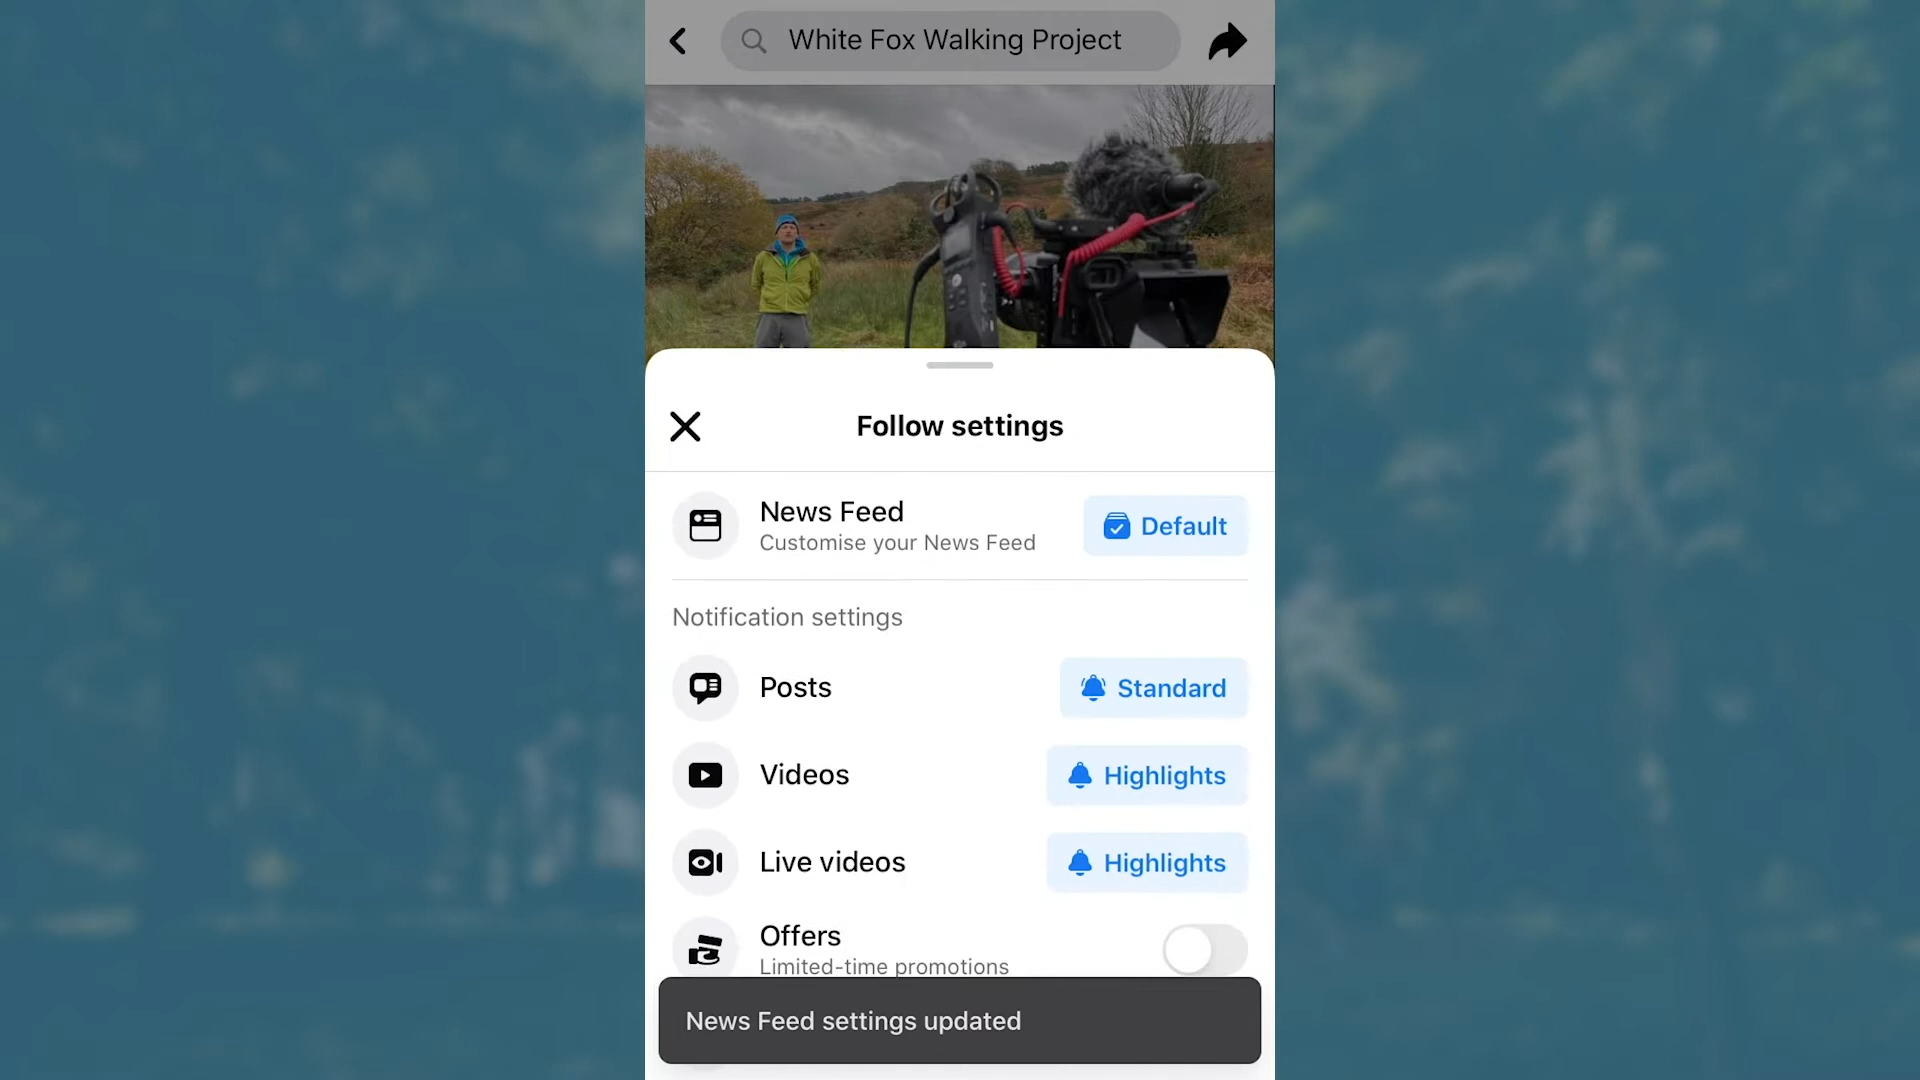 White Fox Walking Project
Follow settings
News Feed
Customise your News Feed
Default
Notification settings
Posts
Standard
Videos
Highlights
Live videos
Highlights
Offers
Limited-time promotions
News Feed settings updated